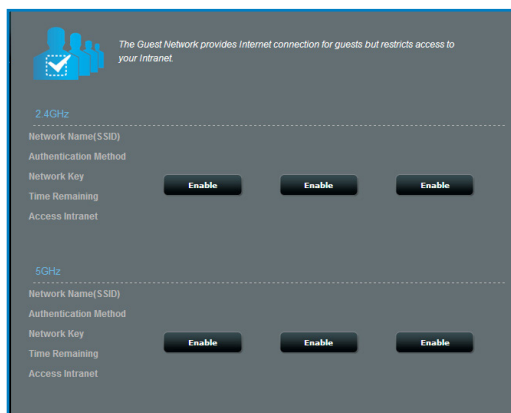 The Guest Network provides Internet connection for guests but restricts access to
your Intranet.
2.4GHz
Network Name(SSID)
Authentication Method
Network Key
Time Remaining
Access Intranet
Enable Enable Enable
5GHz
Network Name(SSID)
Authentication Method
Network Key
Time Remaining
Access Intranet
Enable Enable Enable